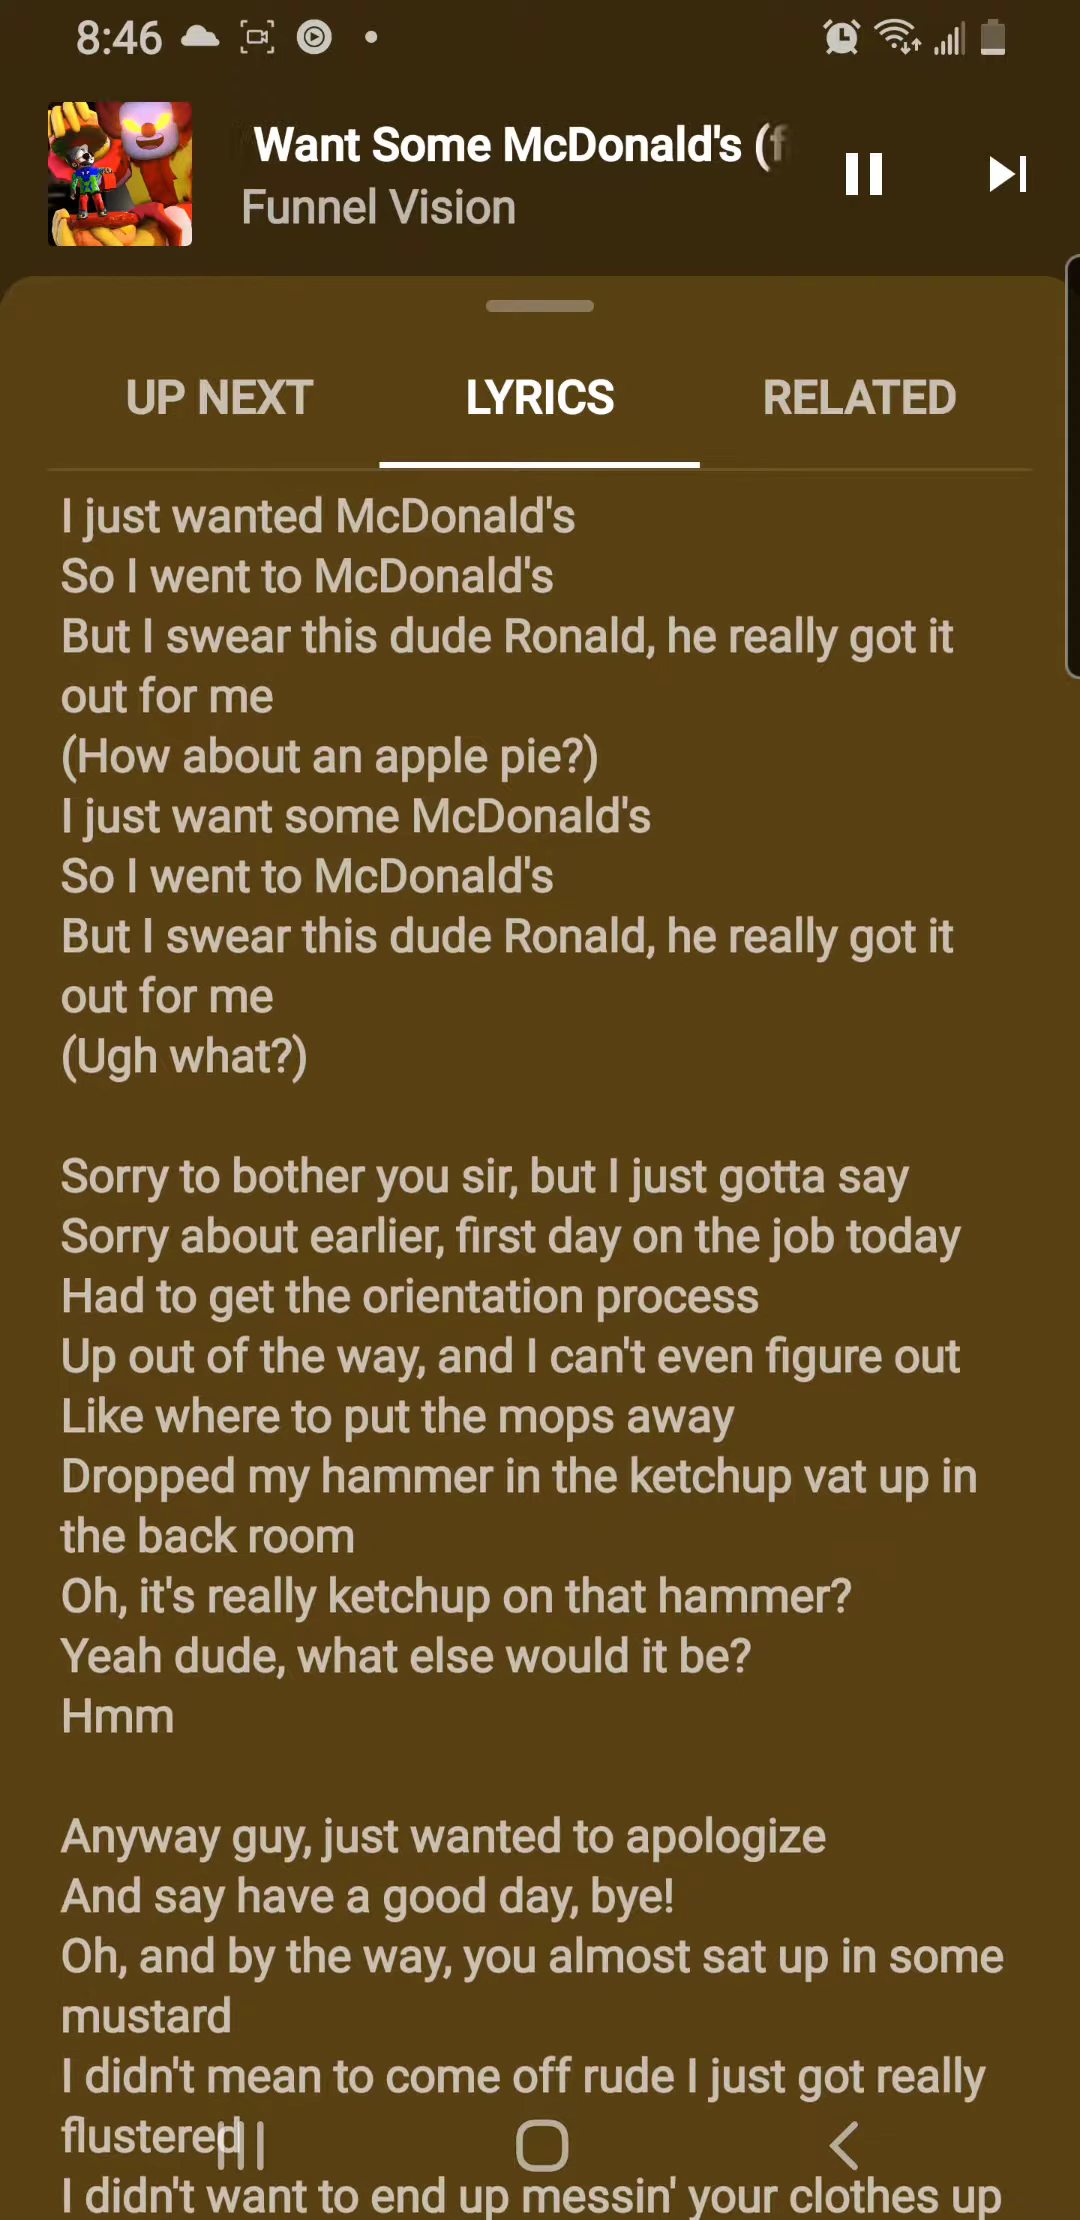 8:46
Want Some McDonald's (f
Funnel Vision
UP NEXT
LYRICS
RELATED
I just wanted McDonald's
So I went to McDonald's
But I swear this dude Ronald, he really got it
out for me
(How about an apple pie?)
I just want some McDonald's
So I went to McDonald's
But I swear this dude Ronald, he really got it
out for me
(Ugh what?)
Sorry to bother you sir, but I just gotta say
Sorry about earlier, first day on the job today
Had to get the orientation process
Up out of the way, and I can't even figure out
Like where to put the mops away
Dropped my hammer in the ketchup vat up in
the back room
Oh, it's really ketchup on that hammer?
Yeah dude, what else would it be?
Hmm
Anyway guy, just wanted to apologize
And say have a good day, bye!
Oh, and by the way, you almost sat up in some
mustard
I didn't mean to come off rude I just got really
flustered
I didn't want to end up messin' your clothes up